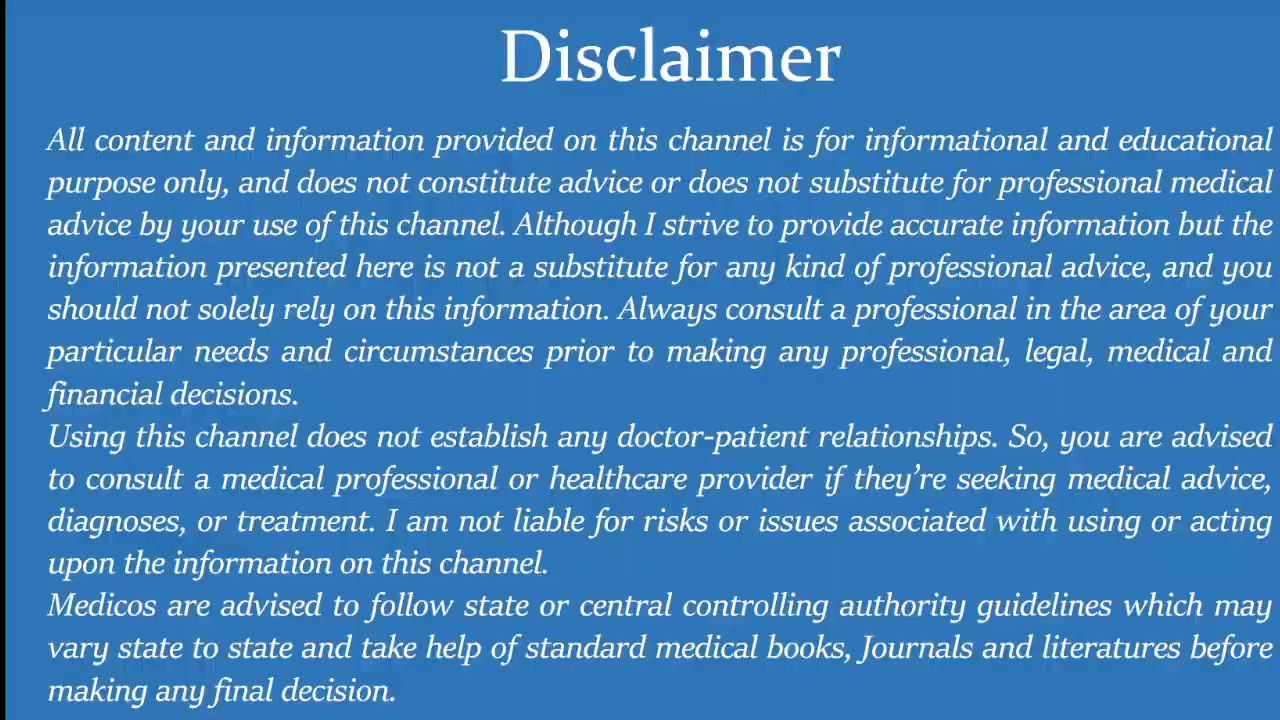 Disclaimer
All content and information provided on this channel is for informational and educational
purpose only, and does not constitute advice or does not substitute for professional medical
advice by your use of this channel. Although I strive to provide accurate information but the
information presented here is not a substitute for any kind of professional advice, and you
should not solely rely on this information. Always consult a professional in the area of your
particular needs and circumstances prior to making any professional, legal, medical and
financial decisions.
Using this channel does not establish any doctor-patient relationships. So, you are advised
to consult a medical professional or healthcare provider if they're seeking medical advice,
diagnoses, or treatment. I am not liable for risks or issues associated with using or acting
upon the information on this channel.
Medicos are advised to follow state or central controlling authority guidelines which may
vary state to state and take help of standard medical books, Journals and literatures before
making any final decision.